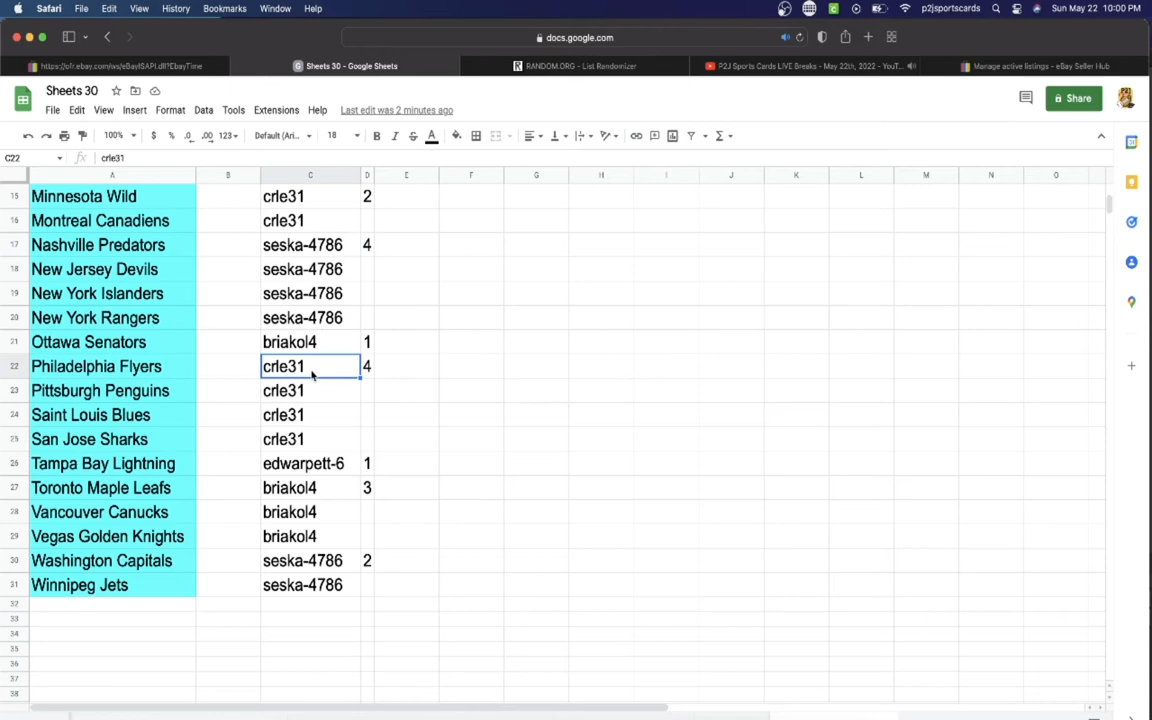 Safari File Edit View History Bookmarks Window Help p2jsportscards Sun May 22 10:00 PM
docs.google.com
https://ofr.ebay.com/ws/eBayISAPI.dll?EbayTime Sheets 30 - Google Sheets RANDOM.ORG - List Randomizer P2J Sports Cards LIVE Breaks - May 22th, 2022 - YouT... Manage active listings - eBay Seller Hub
Sheets 30
File Edit View Insert Format Data Tools Extensions Help Last edit was 2 minutes ago Share
100% $ % .0 .00 123 Default (Ari... 18 B I S A
C22 fx crle31
A B C D E F G H I J K L M N O
15 Minnesota Wild crle31 2
16 Montreal Canadiens crle31
17 Nashville Predators seska-4786 4
18 New Jersey Devils seska-4786
19 New York Islanders seska-4786
20 New York Rangers seska-4786
21 Ottawa Senators briakol4 1
22 Philadelphia Flyers crle31 4
23 Pittsburgh Penguins crle31
24 Saint Louis Blues crle31
25 San Jose Sharks crle31
26 Tampa Bay Lightning edwarpett-6 1
27 Toronto Maple Leafs briakol4 3
28 Vancouver Canucks briakol4
29 Vegas Golden Knights briakol4
30 Washington Capitals seska-4786 2
31 Winnipeg Jets seska-4786
32
33
34
35
36
37
38